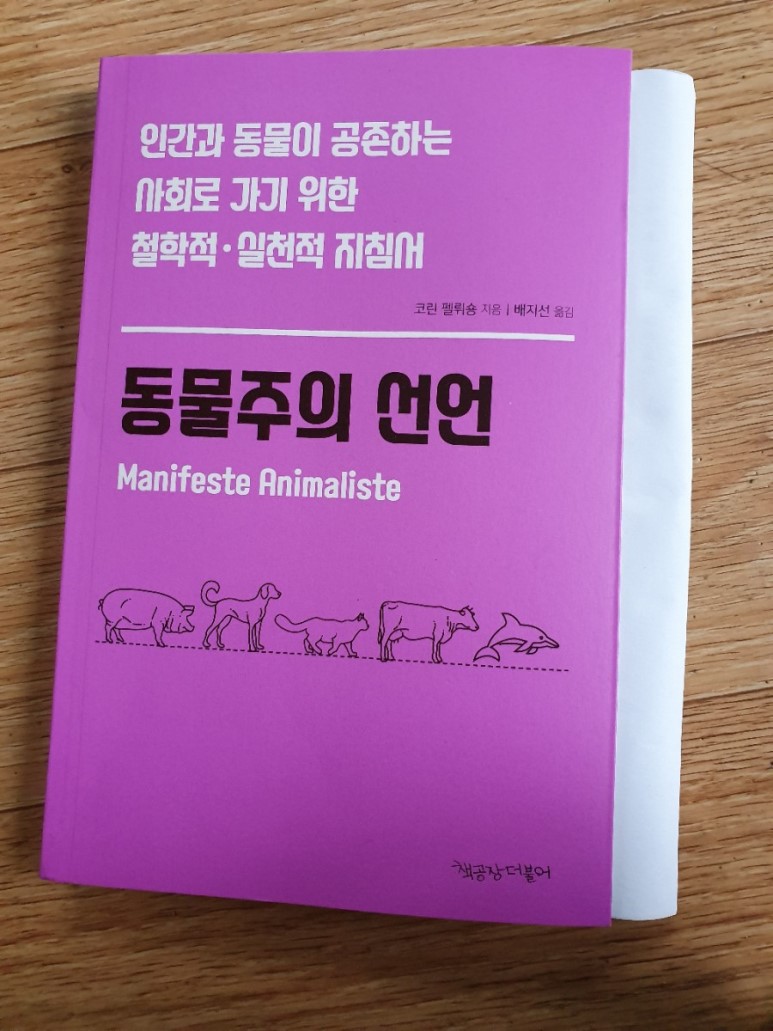 인간과 동물이 공존하는
사회로 가기 위한
철학적·실천적 지침서
코린 펠뤼숑 지음 | 배지선 옮김
동물주의 선언
Manifeste Animaliste
책공장더불어